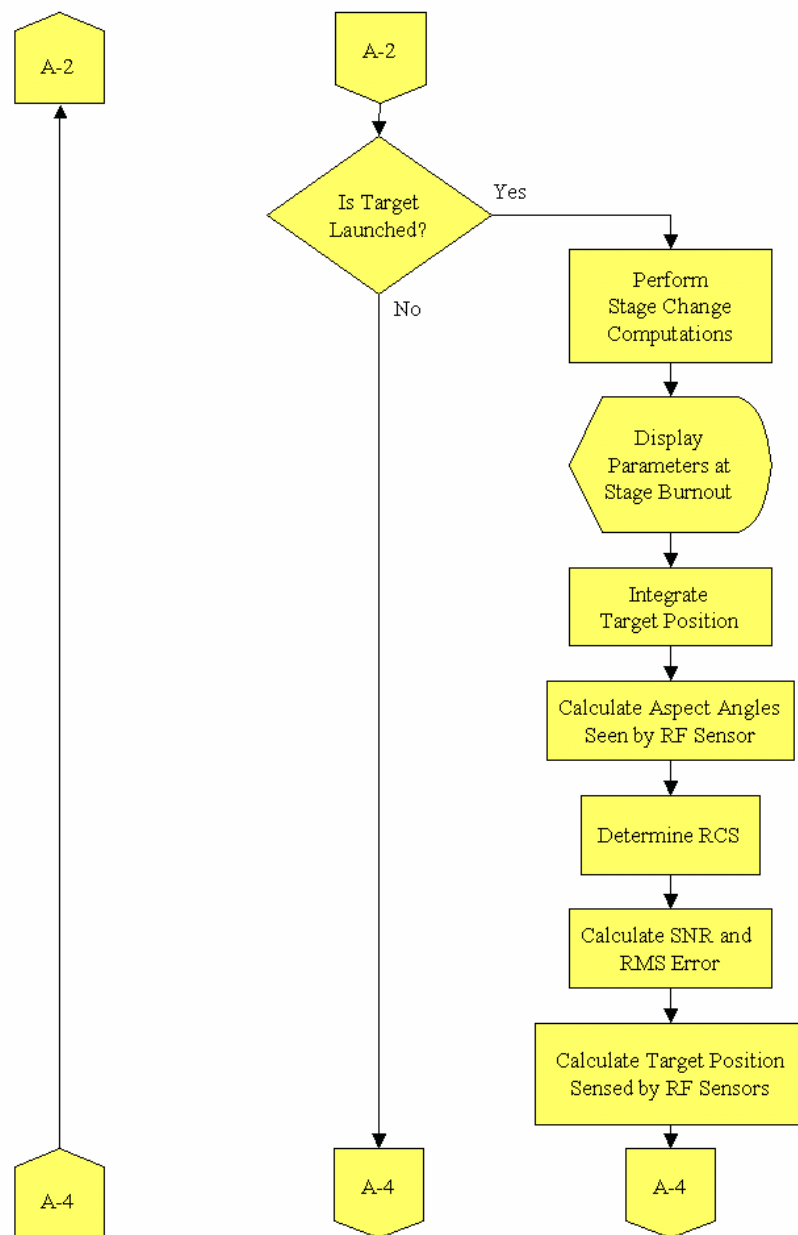 A-2
A-2
Is Target
Launched?
Yes
No
Perform
Stage Change
Computations
Display
Parameters at
Stage Burnout
Integrate
Target Position
Calculate Aspect Angles
Seen by RF Sensor
Determine RCS
Calculate SNR and
RMS Error
Calculate Target Position
Sensed by RF Sensors
A-4
A-4
A-4